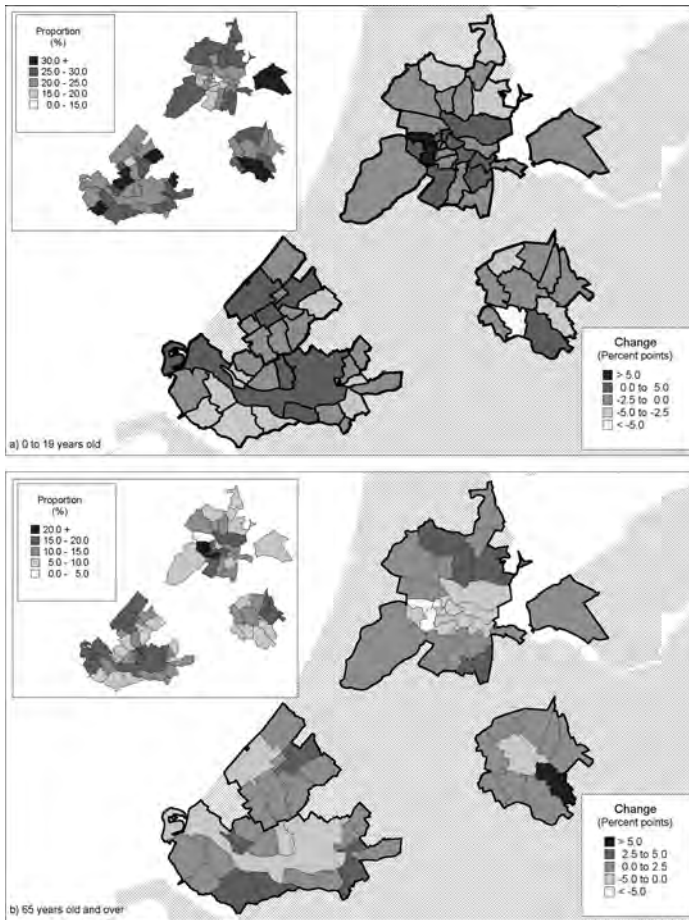 Proportion
(%)
30.0 +
25.0 - 30.0
20.0 - 25.0
15.0 - 20.0
0.0 - 15.0
Change
(Percent points)
> 5.0
0.0 to 5.0
-2.5 to 0.0
-5.0 to -2.5
< -5.0
a) 0 to 19 years old
Proportion
(%)
20.0 +
15.0 - 20.0
10.0 - 15.0
5.0 - 10.0
0.0 - 5.0
Change
(Percent points)
> 5.0
2.5 to 5.0
0.0 to 2.5
-5.0 to 0.0
< -5.0
b) 65 years old and over